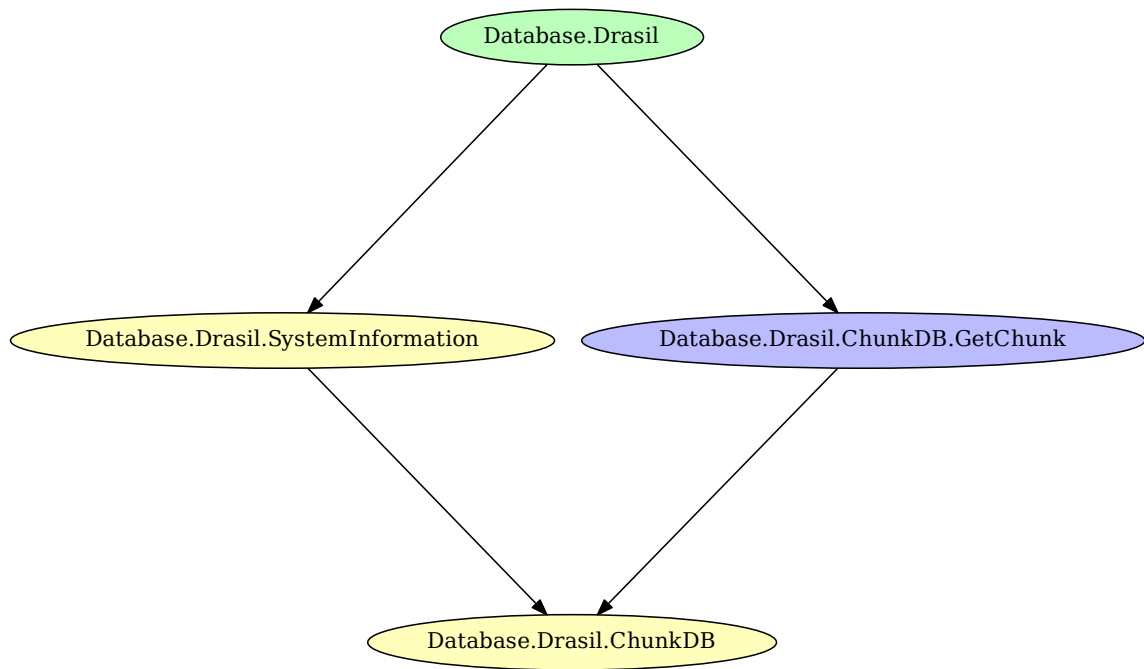 Database.Drasil
Database.Drasil.SystemInformation
Database.Drasil.ChunkDB.GetChunk
Database.Drasil.ChunkDB